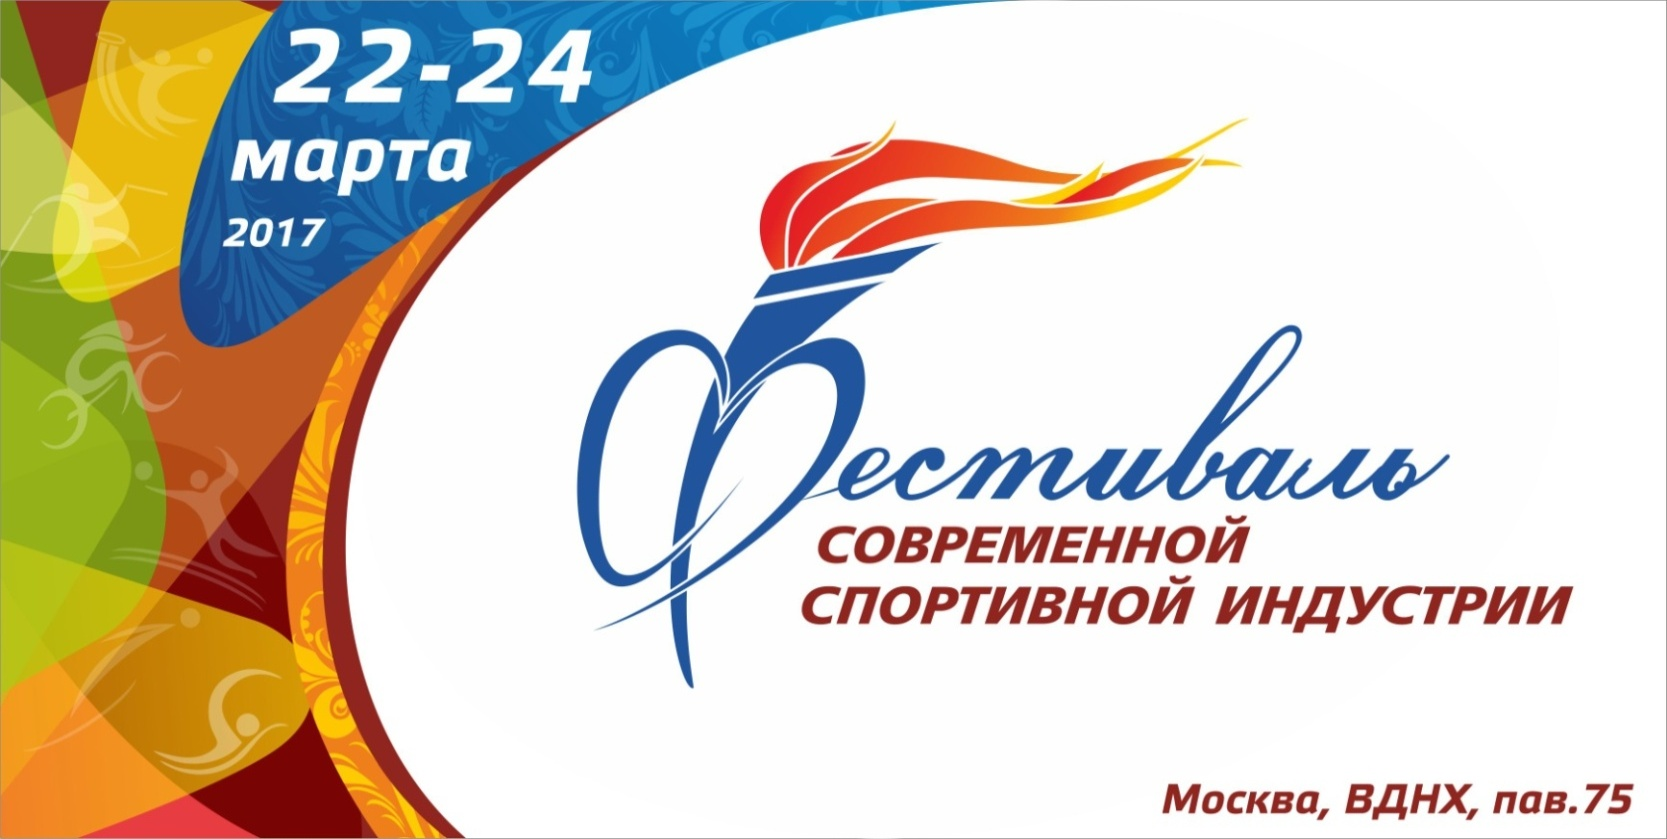 22-24
марта
2017
Фестиваль
СОВРЕМЕННОЙ
СПОРТИВНОЙ ИНДУСТРИИ
Москва, ВДНХ, пав.75